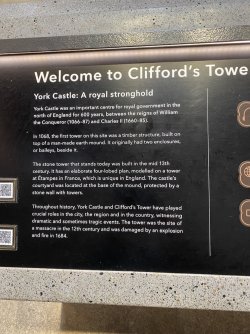 Welcome to Clifford's Towe
York Castle: A royal stronghold
York Castle was an important centre for royal government in the
north of England for 600 years, between the reigns of William
the Conqueror (1066–87) and Charles II (1660–85).
In 1068, the first tower on this site was a timber structure, built on
top of a man-made earth mound. It originally had two enclosures,
or baileys, beside it.
The stone tower that stands today was built in the mid 13th
century. It has an elaborate four-lobed plan, modelled on a tower
at Étampes in France, which is unique in England. The castle's
courtyard was located at the base of the mound, protected by a
stone wall with towers.
Throughout history, York Castle and Clifford's Tower have played
crucial roles in the city, the region and in the country, witnessing
dramatic and sometimes tragic events. The tower was the site of
a massacre in the 12th century and was damaged by an explosion
and fire in 1684.